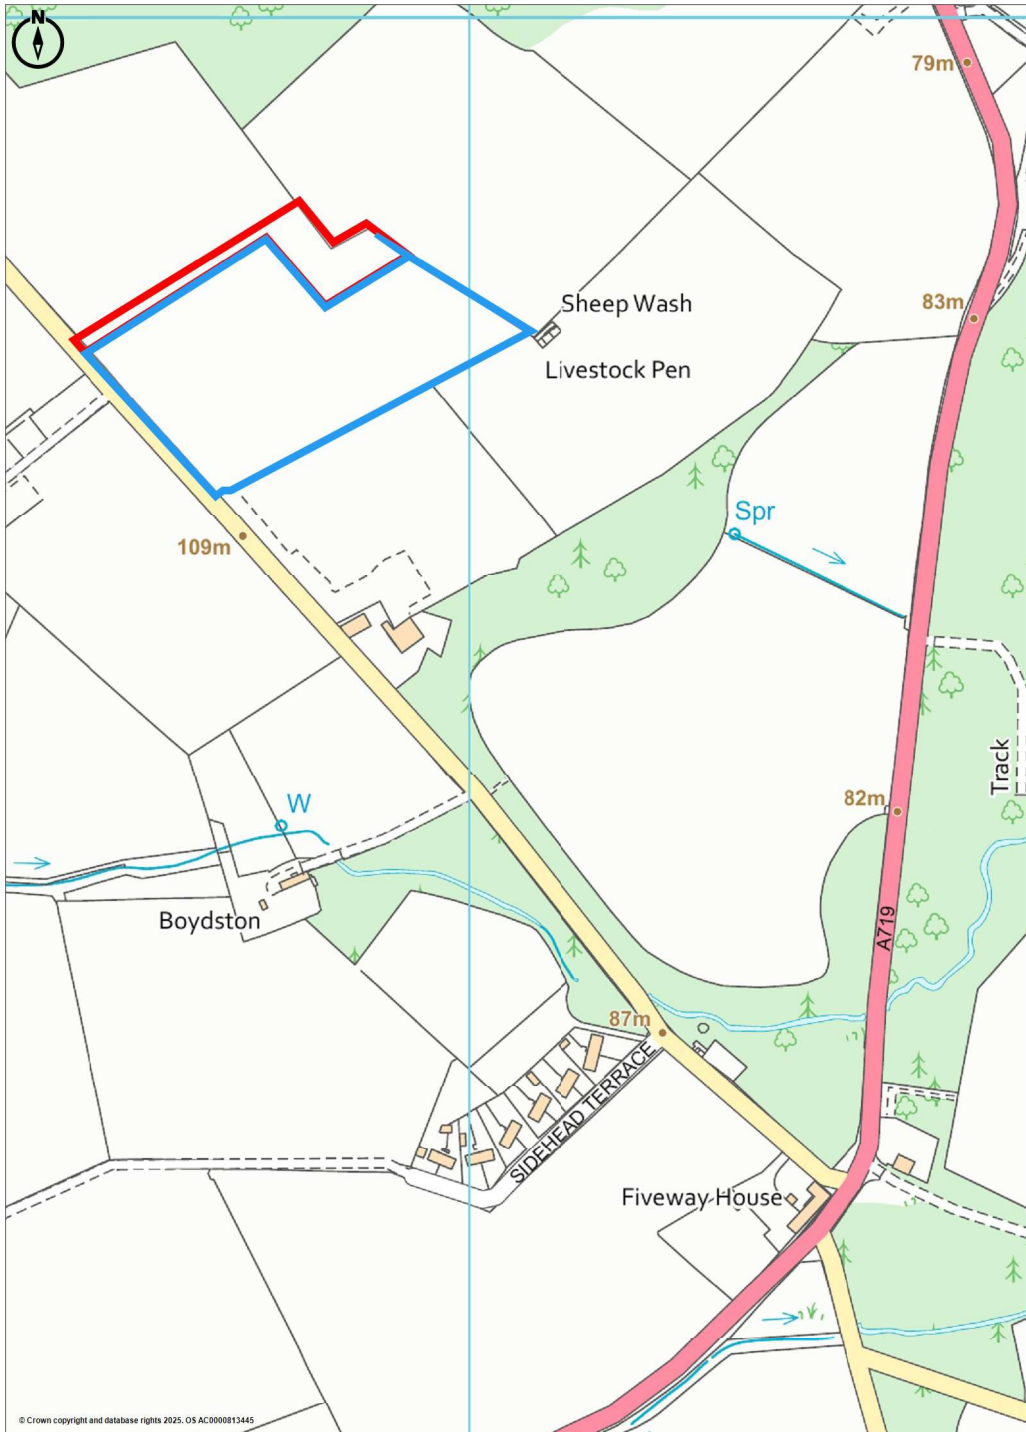 N
79m
Sheep Wash
83m
Livestock Pen
Spr
109m
Track
W
82m
Boydston
A719
87m
SIDEHEAD TERRACE
Fiveway House
© Crown copyright and database rights 2025. OS AC0000813445